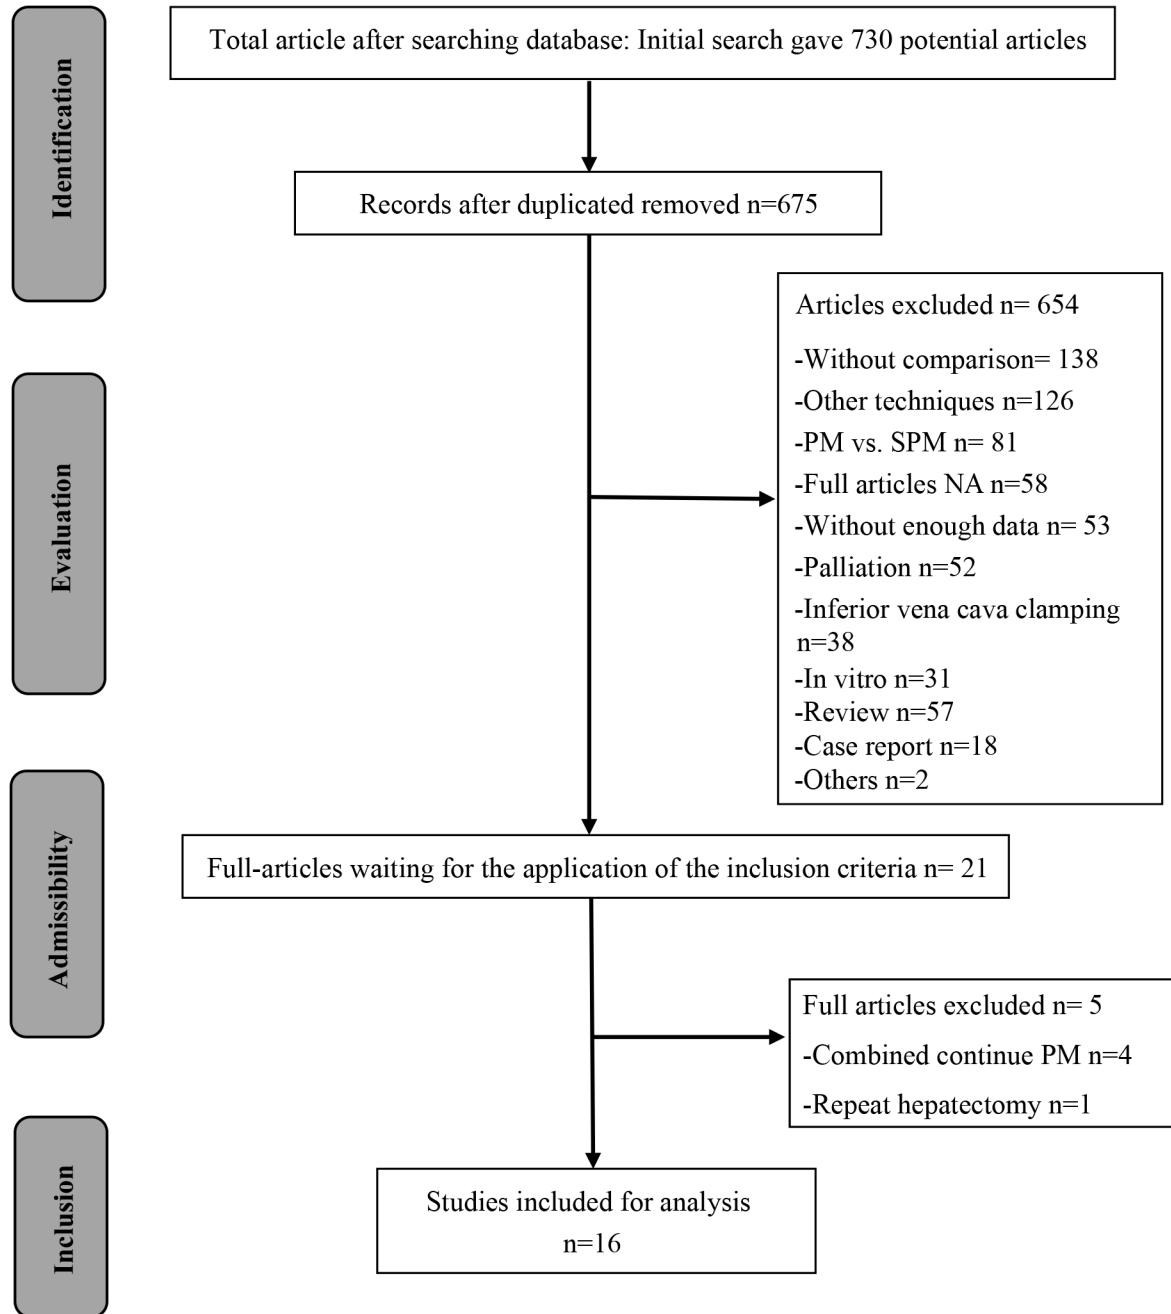 Identification
Total article after searching database: Initial search gave 730 potential articles
Records after duplicated removed n=675
Evaluation
Articles excluded n= 654
-Without comparison= 138
-Other techniques n=126
-PM vs. SPM n= 81
-Full articles NA n=58
-Without enough data n= 53
-Palliation n=52
-Inferior vena cava clamping
n=38
-In vitro n=31
-Review n=57
-Case report n=18
-Others n=2
Admissibility
Full-articles waiting for the application of the inclusion criteria n= 21
Full articles excluded n= 5
-Combined continue PM n=4
-Repeat hepatectomy n=1
Inclusion
Studies included for analysis
n=16